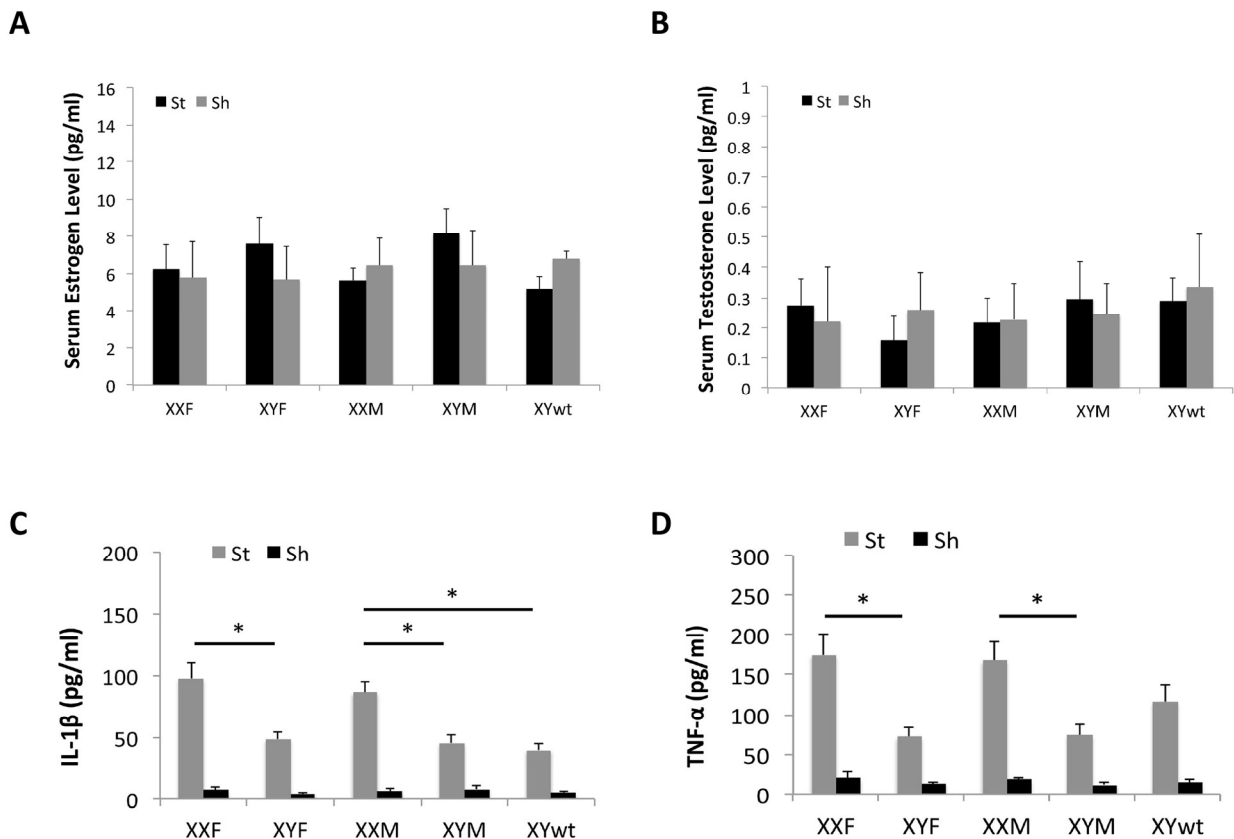 A
Serum Estrogen Level (pg/ml)
16
14
12
10
8
6
4
2
0
St Sh
XXF XYF XXM XYM XYwt
B
Serum Testosterone Level (pg/ml)
1
0.9
0.8
0.7
0.6
0.5
0.4
0.3
0.2
0.1
0
St Sh
XXF XYF XXM XYM XYwt
C
IL-1β (pg/ml)
200
150
100
50
0
St Sh
*
* *
XXF XYF XXM XYM XYwt
D
TNF-α (pg/ml)
300
250
200
150
100
50
0
St Sh
* *
XXF XYF XXM XYM XYwt